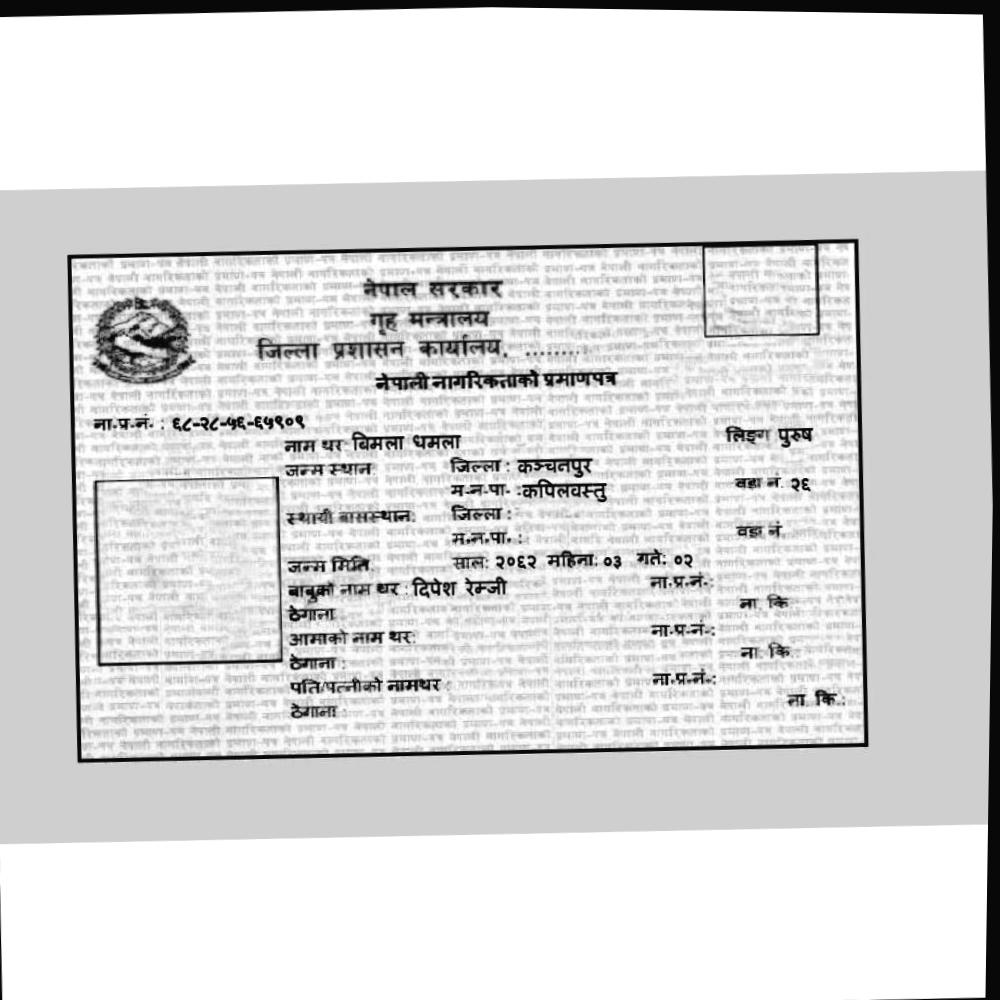 नेपाल सरकार
गृह मन्त्रालय
जिल्ला प्रशासन कार्यालय, ........
नेपाली नागरिकताको प्रमाणपत्र
ना.प्र.नं. : ६८-२८-५६-६५९०९
नाम थर: बिमला धमला लिङ्ग पुरुष
जन्म स्थान: जिल्ला : कञ्चनपुर
म.न.पा. :कपिलवस्तु वडा नं. २६
स्थायी बासस्थान: जिल्ला :
म.न.पा. : वडा नं.
जन्म मिति: साल: २०६२ महिना: ०३ गते: ०२
बाबुको नाम थर : दिपेश रेम्जी ना.प्र.नं.:
ठेगाना: ना. कि.:
आमाको नाम थर: ना.प्र.नं.:
ठेगाना : ना. कि.:
पति/पत्नीको नामथर : ना.प्र.नं.:
ठेगाना : ना. कि.: